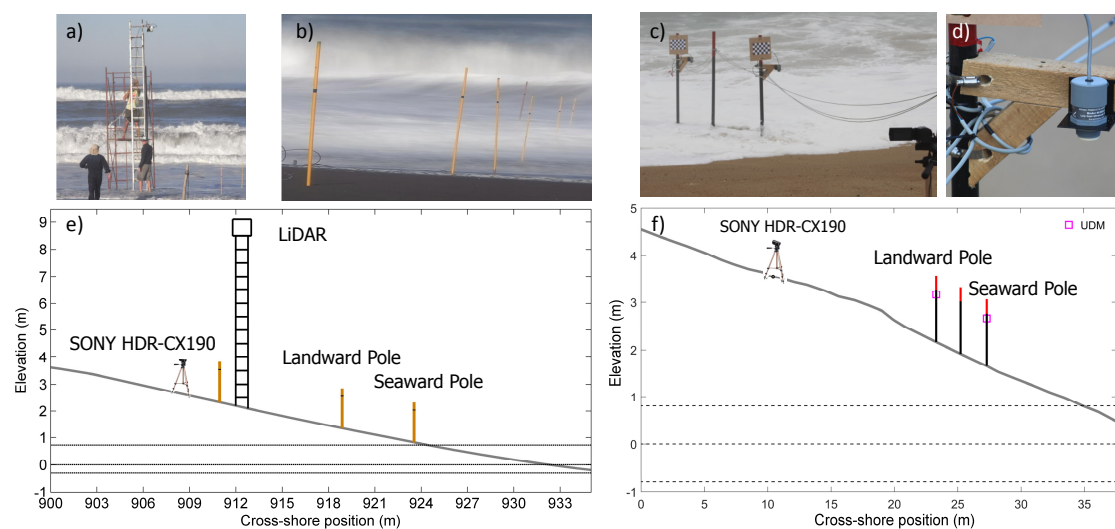 a)
b)
c)
d)
e)
9
8
7
6
5
4
3
2
1
0
-1
Elevation (m)
LiDAR
SONY HDR-CX190
Landward Pole
Seaward Pole
900 903 906 909 912 915 918 921 924 927 930 933
Cross-shore position (m)
f)
5
4
3
2
1
0
-1
Elevation (m)
UDM
SONY HDR-CX190
Landward Pole
Seaward Pole
0 5 10 15 20 25 30 35
Cross-shore position (m)